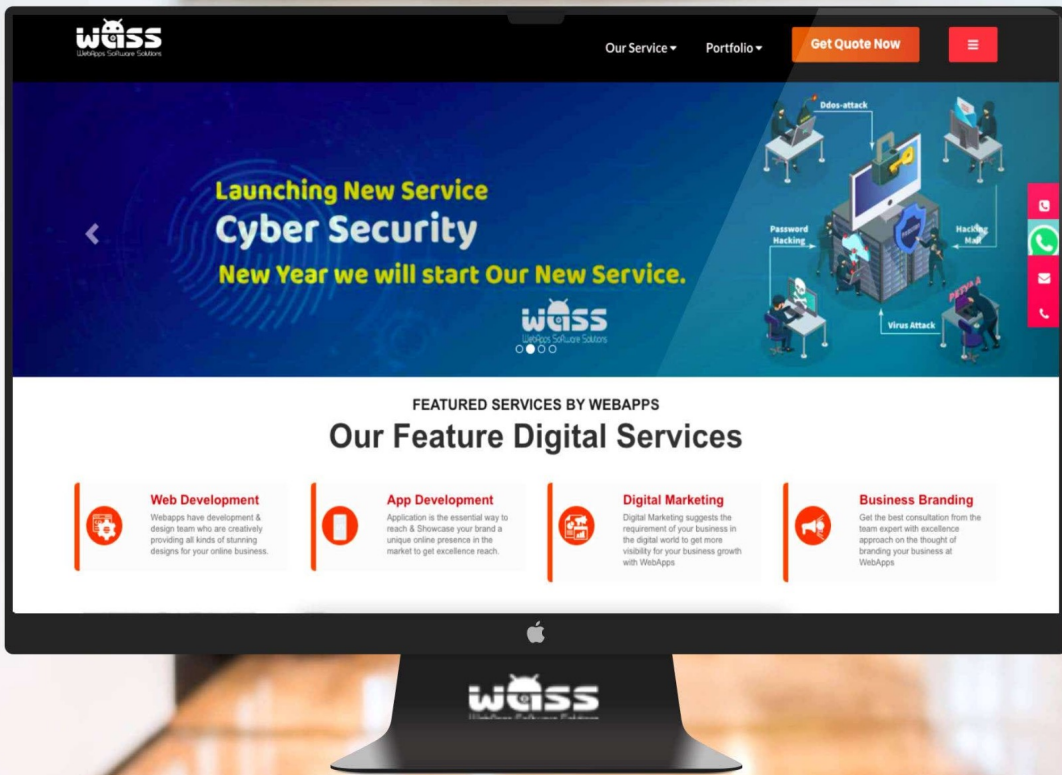 wass
WebApps Software Solutions
Our Service
Portfolio
Get Quote Now
Launching New Service
Cyber Security
New Year we will start Our New Service.
wass
WebApps Software Solutions
Ddos-attack
Password
Hacking
Hacking
Mail
PETYA A
Virus Attack
FEATURED SERVICES BY WEBAPPS
Our Feature Digital Services
Web Development
Webapps have development &
design team who are creatively
providing all kinds of stunning
designs for your online business.
App Development
Application is the essential way to
reach & Showcase your brand a
unique online presence in the
market to get excellence reach.
Digital Marketing
Digital Marketing suggests the
requirement of your business in
the digital world to get more
visibility for your business growth
with WebApps
Business Branding
Get the best consultation from the
team expert with excellence
approach on the thought of
branding your business at
WebApps
wass
WebApps Software Solutions